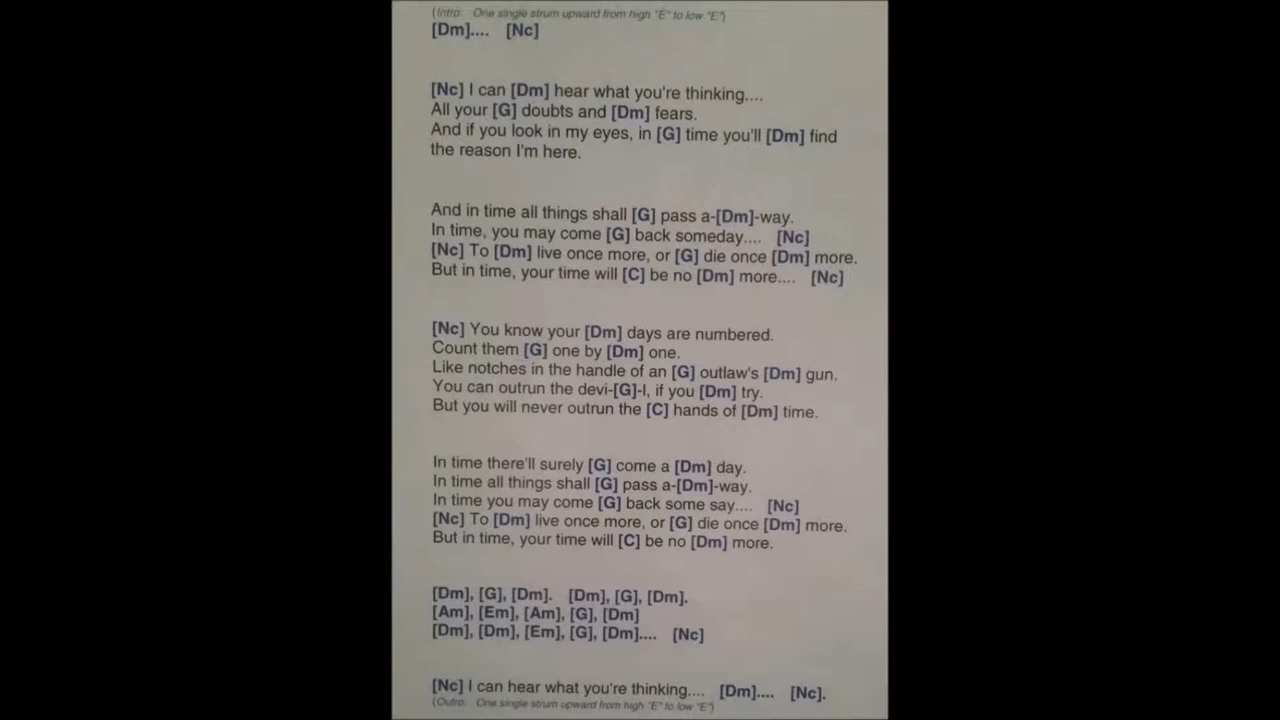 (Intro: One single strum upward from high "E" to low "E")
[Dm].... [Nc]
[Nc] I can [Dm] hear what you're thinking....
All your [G] doubts and [Dm] fears.
And if you look in my eyes, in [G] time you'll [Dm] find
the reason I'm here.
And in time all things shall [G] pass a-[Dm]-way.
In time, you may come [G] back someday.... [Nc]
[Nc] To [Dm] live once more, or [G] die once [Dm] more.
But in time, your time will [C] be no [Dm] more.... [Nc]
[Nc] You know your [Dm] days are numbered.
Count them [G] one by [Dm] one.
Like notches in the handle of an [G] outlaw's [Dm] gun.
You can outrun the devi-[G]-l, if you [Dm] try.
But you will never outrun the [C] hands of [Dm] time.
In time there'll surely [G] come a [Dm] day.
In time all things shall [G] pass a-[Dm]-way.
In time you may come [G] back some say.... [Nc]
[Nc] To [Dm] live once more, or [G] die once [Dm] more.
But in time, your time will [C] be no [Dm] more.
[Dm], [G], [Dm]. [Dm], [G], [Dm].
[Am], [Em], [Am], [G], [Dm]
[Dm], [Dm], [Em], [G], [Dm].... [Nc]
[Nc] I can hear what you're thinking.... [Dm].... [Nc].
(Outro: One single strum upward from high "E" to low "E")